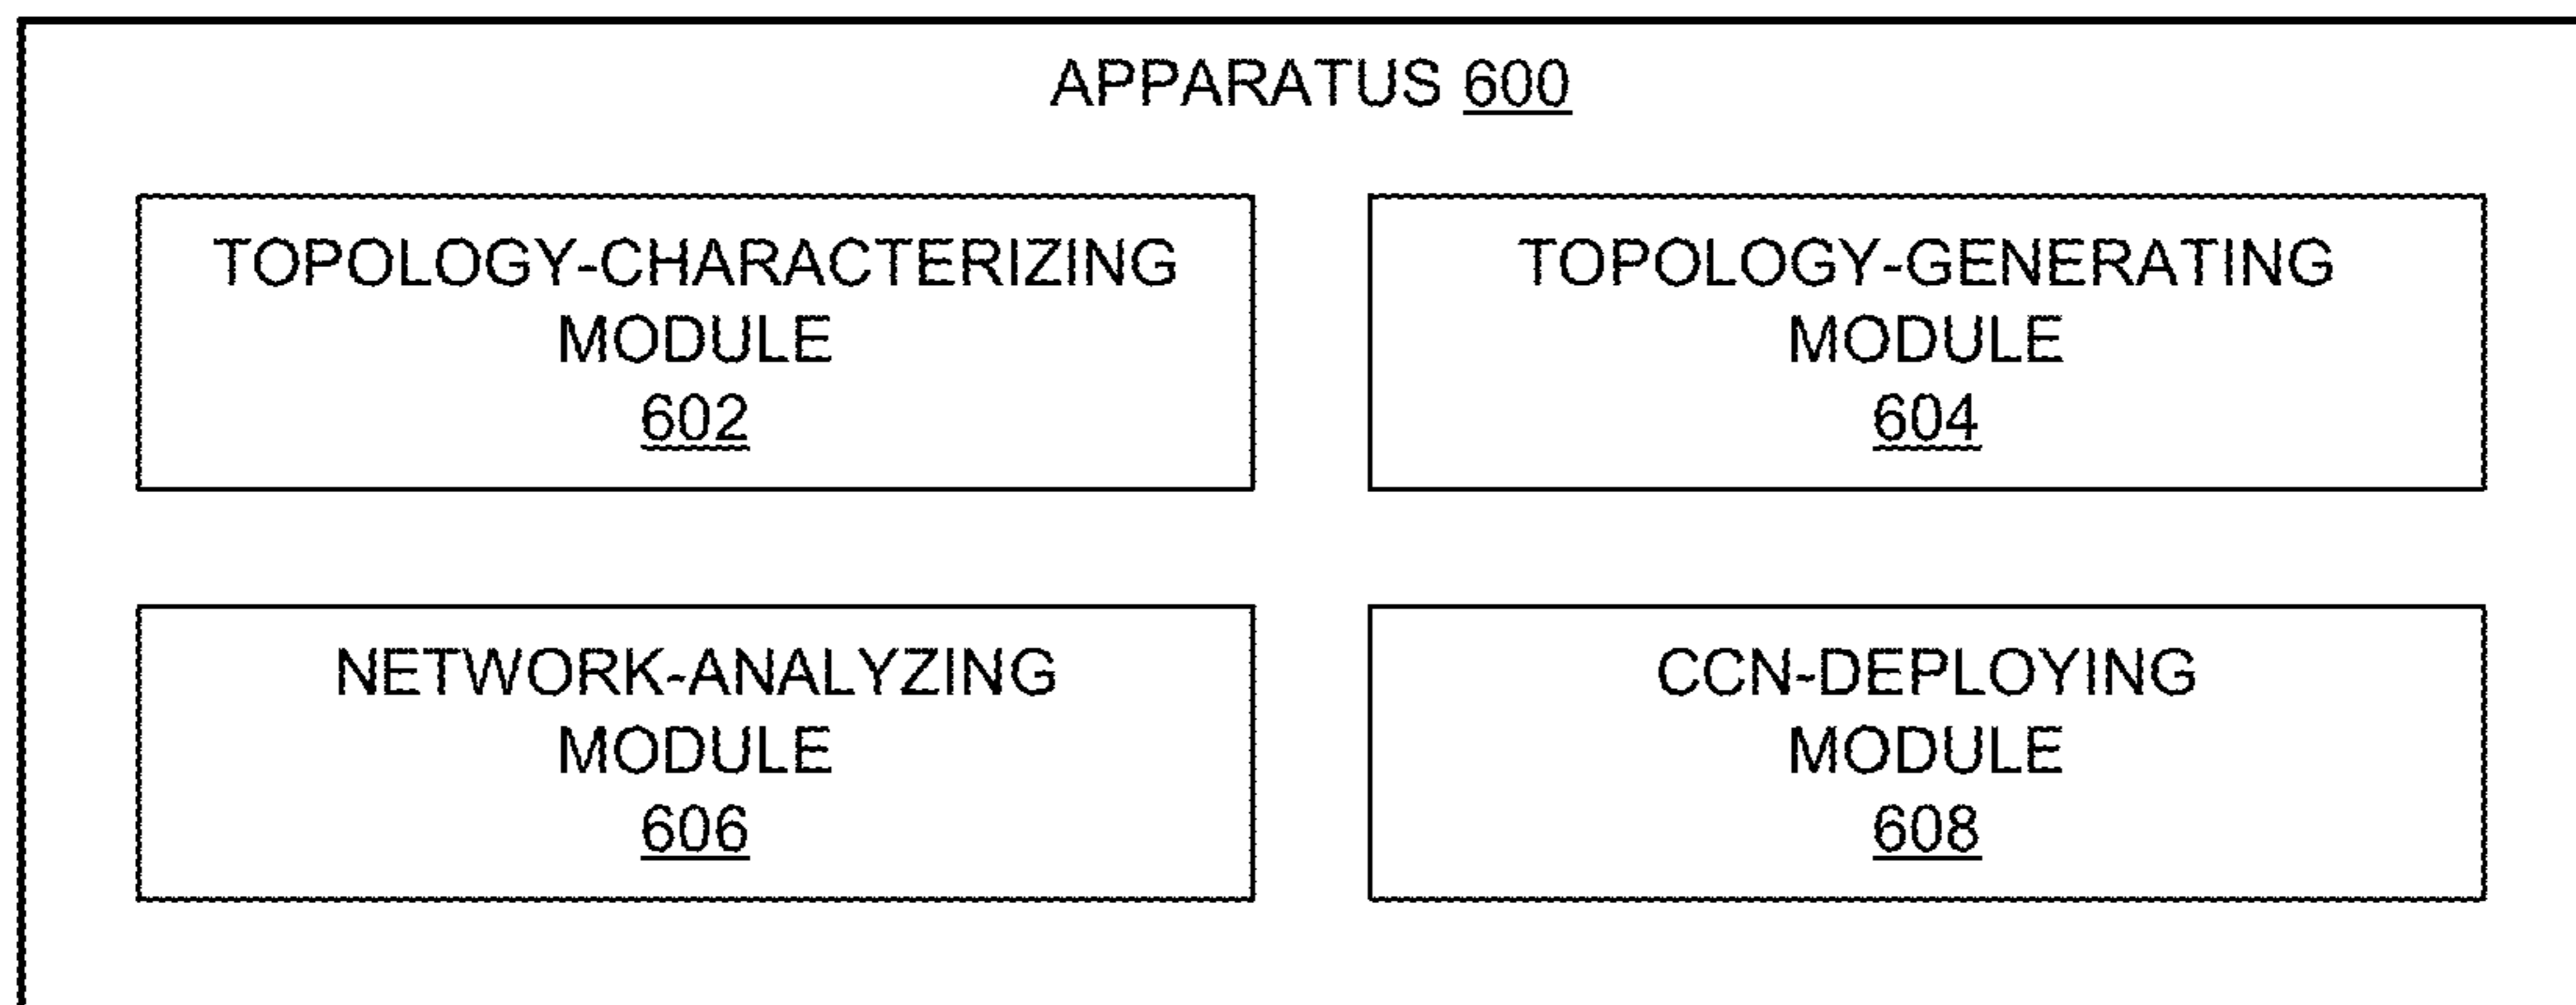 APPARATUS 600
TOPOLOGY-CHARACTERIZING
MODULE
602
TOPOLOGY-GENERATING
MODULE
604
NETWORK-ANALYZING
MODULE
606
CCN-DEPLOYING
MODULE
608